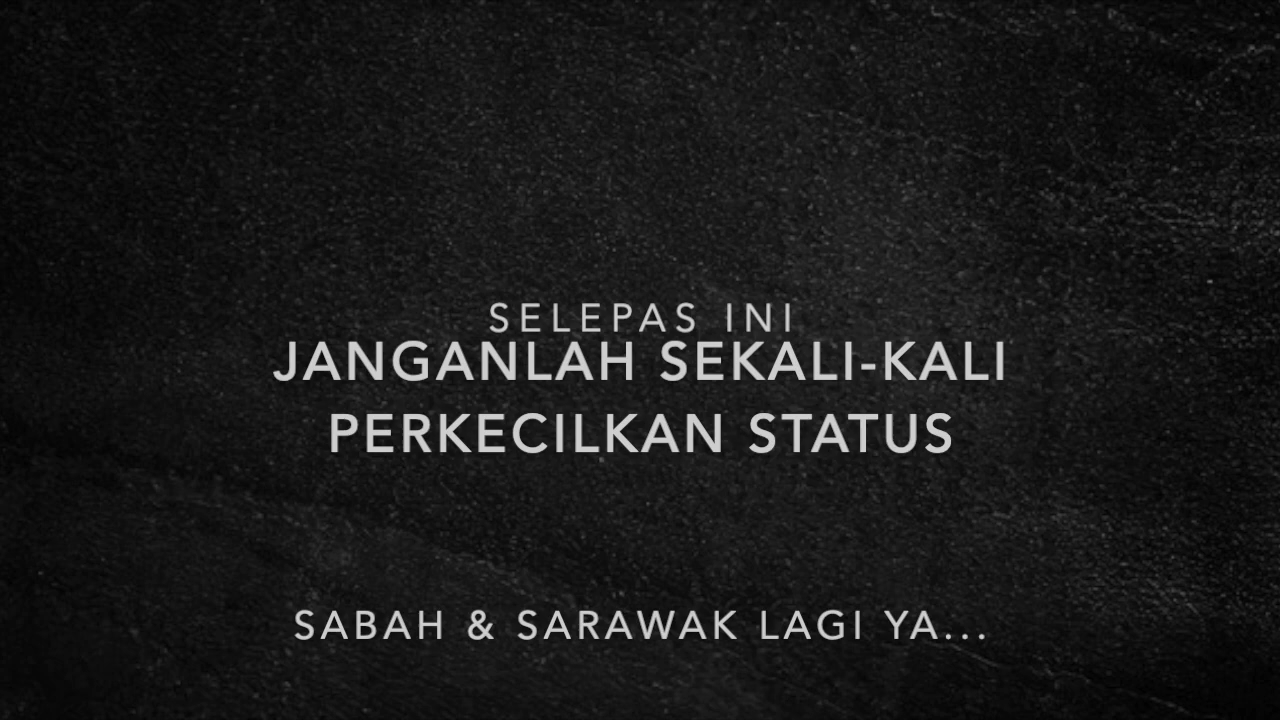 SELEPAS INI
JANGANLAH SEKALI-KALI
PERKECILKAN STATUS
SABAH & SARAWAK LAGI YA...